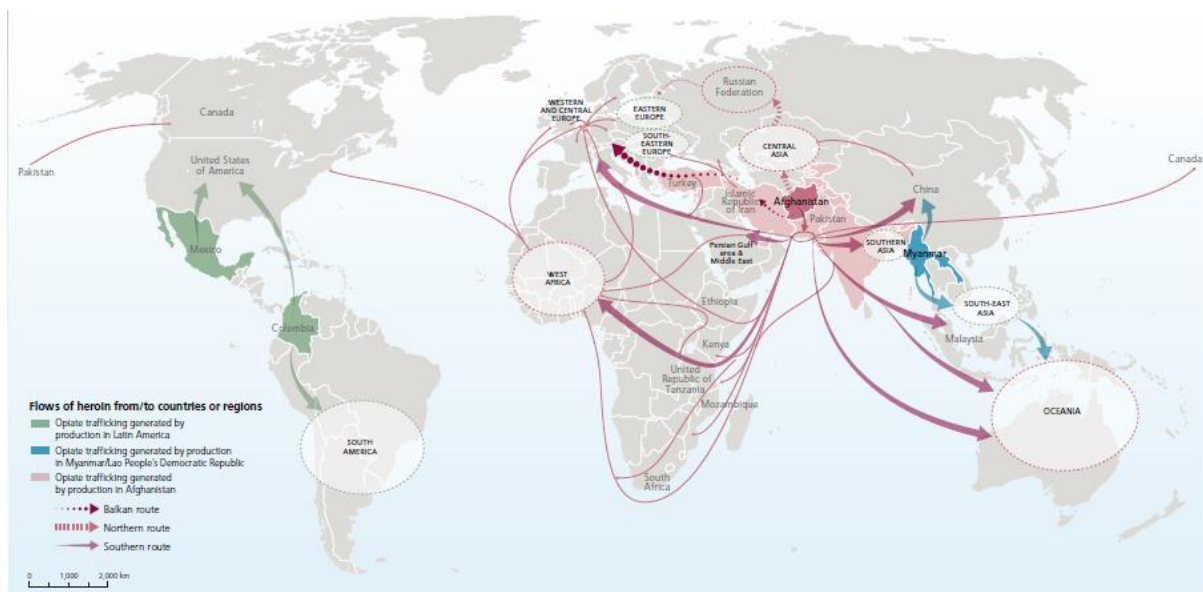 Canada
United States
of America
Pakistan
Mexico
Colombia
SOUTH
AMERICA
WESTERN
AND CENTRAL
EUROPE
EASTERN
EUROPE
SOUTH-
EASTERN
EUROPE
Russian
Federation
CENTRAL
ASIA
Turkey
Islamic
Republic
of Iran
Afghanistan
Pakistan
Persian Gulf
area &
Middle East
WEST
AFRICA
Ethiopia
Kenya
United
Republic of
Tanzania
Mozambique
South
Africa
Canada
China
SOUTHERN
ASIA
Myanmar
SOUTH-EAST
ASIA
Malaysia
OCEANIA
Flows of heroin from/to countries or regions
Opiate trafficking generated by
production in Latin America
Opiate trafficking generated by production
in Myanmar/Lao People's Democratic Republic
Opiate trafficking generated
by production in Afghanistan
Balkan route
Northern route
Southern route
0 1,000 2,000 km